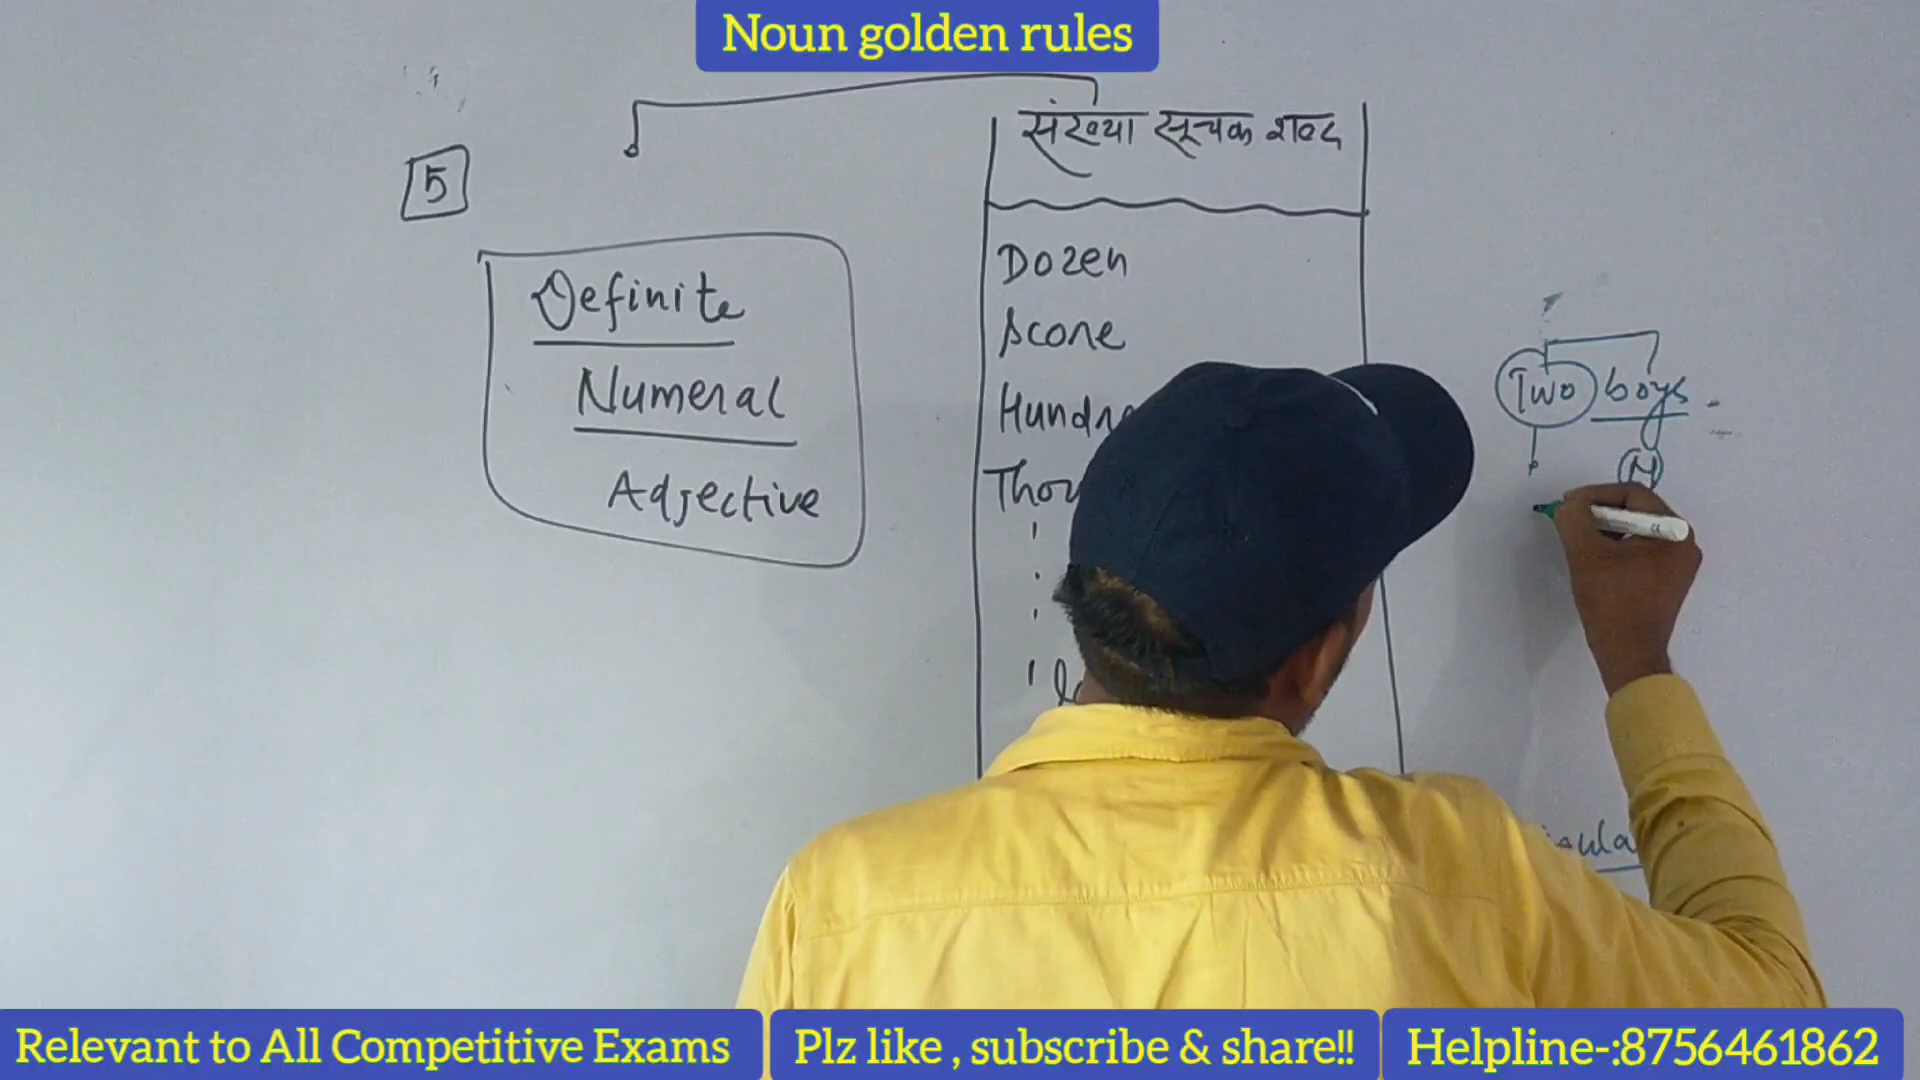 Noun golden rules
संख्या सूचक शब्द
5
Definite
Numeral
Adjective
Dozen
Score
Two boys
N
Relevant to All Competitive Exams
Plz like , subscribe & share!!
Helpline-:8756461862